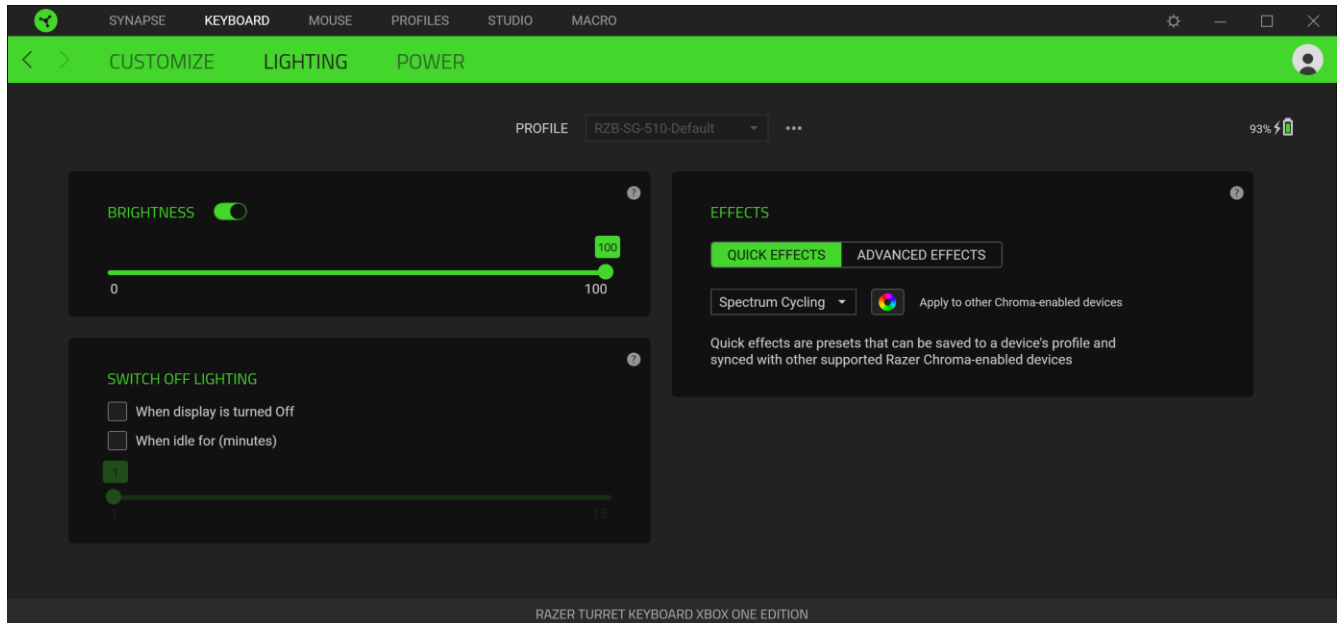 SYNAPSE KEYBOARD MOUSE PROFILES STUDIO MACRO
CUSTOMIZE LIGHTING POWER
PROFILE RZB-SG-510-Default
93%
BRIGHTNESS
100
0 100
SWITCH OFF LIGHTING
When display is turned Off
When idle for (minutes)
1
1 15
EFFECTS
QUICK EFFECTS ADVANCED EFFECTS
Spectrum Cycling Apply to other Chroma-enabled devices
Quick effects are presets that can be saved to a device's profile and
synced with other supported Razer Chroma-enabled devices
RAZER TURRET KEYBOARD XBOX ONE EDITION